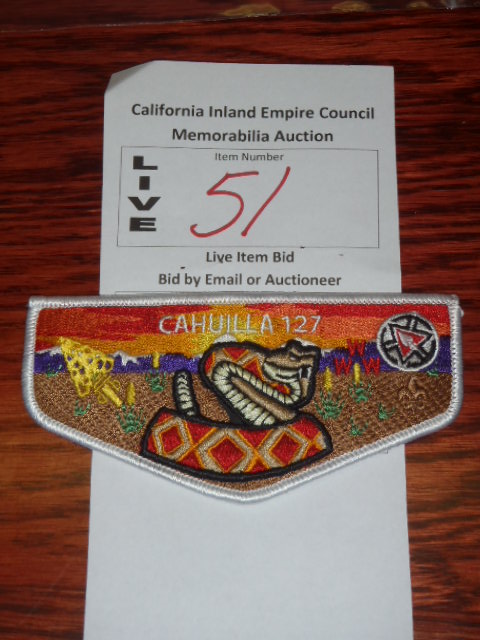 California Inland Empire Council
Memorabilia Auction
LIVE
Item Number
51
Live Item Bid
Bid by Email or Auctioneer
CAHUILLA 127
W
W W